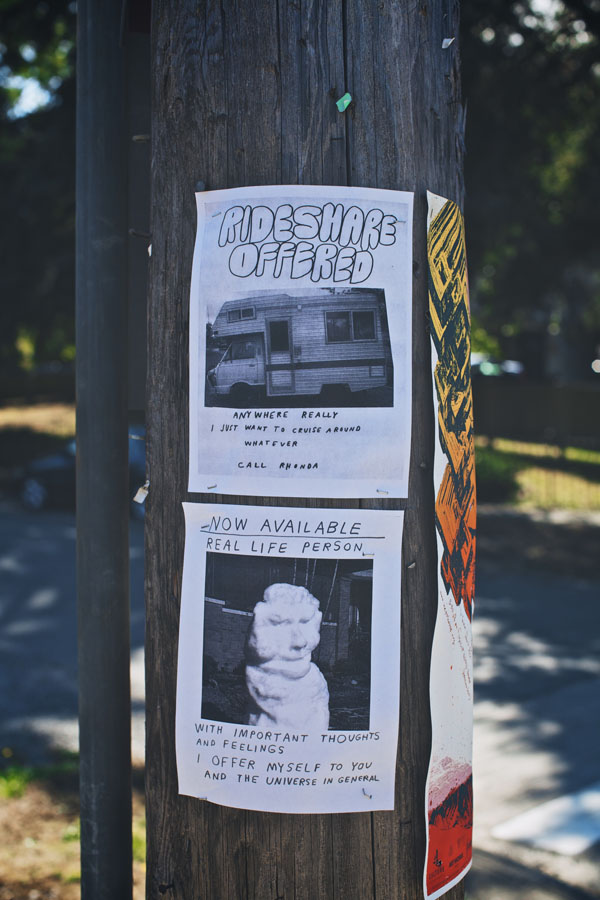 RIDESHARE
OFFERED
ANYWHERE REALLY
I JUST WANT TO CRUISE AROUND
WHATEVER
CALL RHONDA
NOW AVAILABLE
REAL LIFE PERSON
WITH IMPORTANT THOUGHTS
AND FEELINGS
I OFFER MYSELF TO YOU
AND THE UNIVERSE IN GENERAL